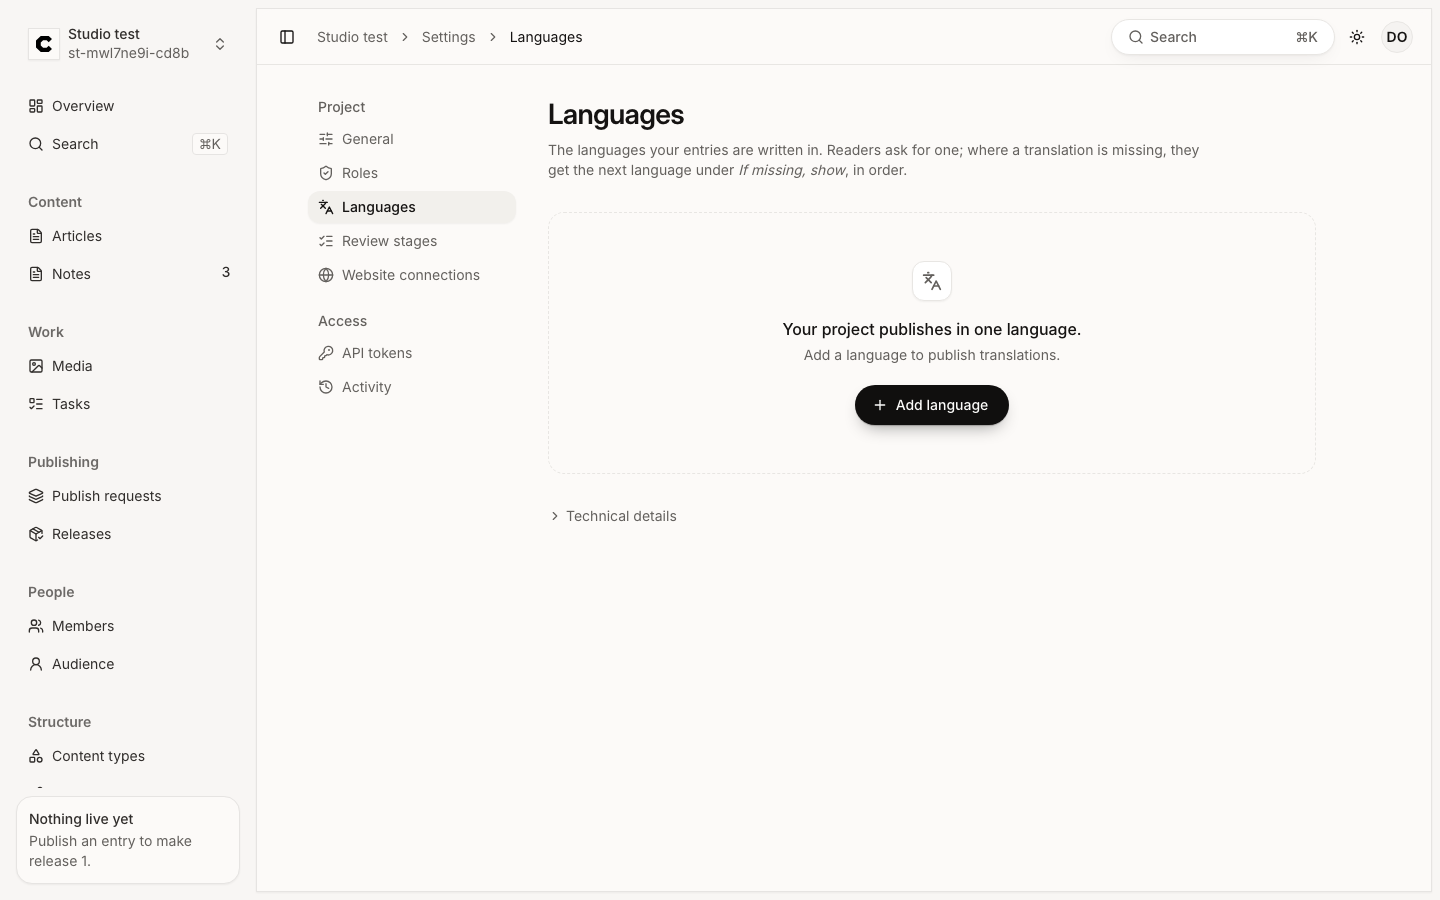 Studio test
st-mwl7ne9i-cd8b
Overview
Search ⌘K
Content
Articles
Notes 3
Work
Media
Tasks
Publishing
Publish requests
Releases
People
Members
Audience
Structure
Content types
Nothing live yet
Publish an entry to make
release 1.
Studio test > Settings > Languages
Search ⌘K
DO
Project
General
Roles
Languages
Review stages
Website connections
Access
API tokens
Activity
Languages
The languages your entries are written in. Readers ask for one; where a translation is missing, they
get the next language under If missing, show, in order.
Your project publishes in one language.
Add a language to publish translations.
+ Add language
> Technical details